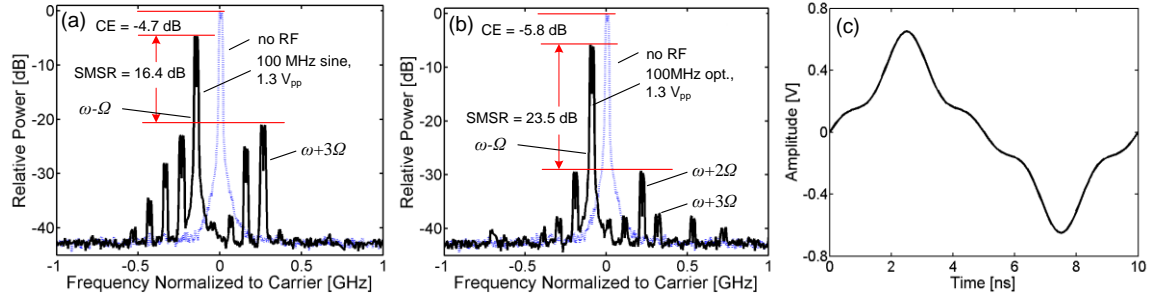 (a)
CE = -4.7 dB
no RF
100 MHz sine,
1.3 Vpp
SMSR = 16.4 dB
ω-Ω
ω+3Ω
0
-10
-20
-30
-40
Relative Power [dB]
-1
-0.5
0
0.5
1
Frequency Normalized to Carrier [GHz]
(b)
CE = -5.8 dB
no RF
100MHz opt.,
1.3 Vpp
SMSR = 23.5 dB
ω-Ω
ω+2Ω
ω+3Ω
0
-10
-20
-30
-40
Relative Power [dB]
-1
-0.5
0
0.5
1
Frequency Normalized to Carrier [GHz]
(c)
0.8
0.4
0
-0.4
-0.8
Amplitude [V]
0
2
4
6
8
10
Time [ns]